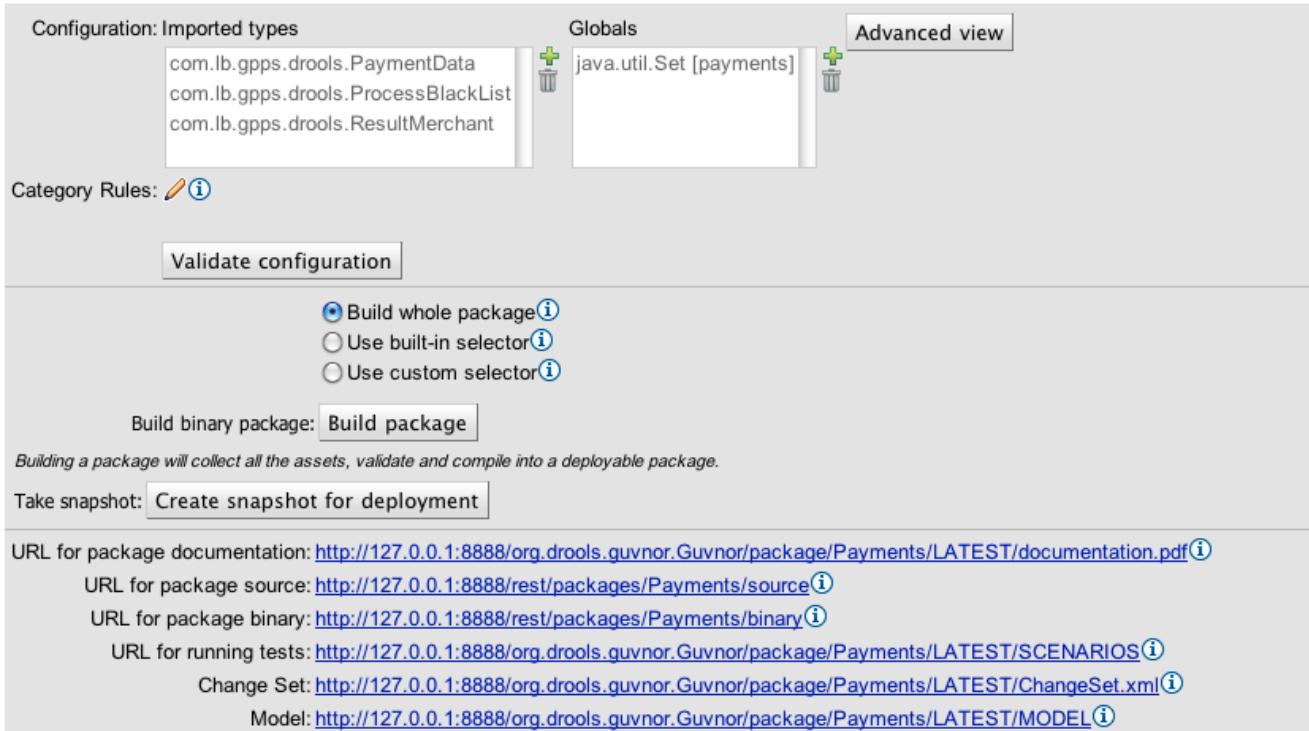 Configuration: Imported types Globals Advanced view
com.lb.gpps.drools.PaymentData java.util.Set [payments]
com.lb.gpps.drools.ProcessBlackList
com.lb.gpps.drools.ResultMerchant
Category Rules:
Validate configuration
Build whole package
Use built-in selector
Use custom selector
Build binary package: Build package
Building a package will collect all the assets, validate and compile into a deployable package.
Take snapshot: Create snapshot for deployment
URL for package documentation: http://127.0.0.1:8888/org.drools.guvnor.Guvnor/package/Payments/LATEST/documentation.pdf
URL for package source: http://127.0.0.1:8888/rest/packages/Payments/source
URL for package binary: http://127.0.0.1:8888/rest/packages/Payments/binary
URL for running tests: http://127.0.0.1:8888/org.drools.guvnor.Guvnor/package/Payments/LATEST/SCENARIOS
Change Set: http://127.0.0.1:8888/org.drools.guvnor.Guvnor/package/Payments/LATEST/ChangeSet.xml
Model: http://127.0.0.1:8888/org.drools.guvnor.Guvnor/package/Payments/LATEST/MODEL